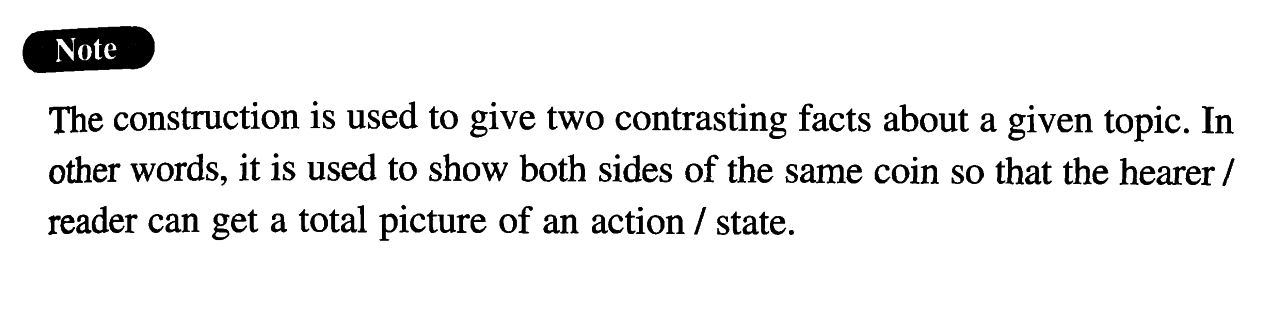 Note
The construction is used to give two contrasting facts about a given topic. In
other words, it is used to show both sides of the same coin so that the hearer /
reader can get a total picture of an action / state.